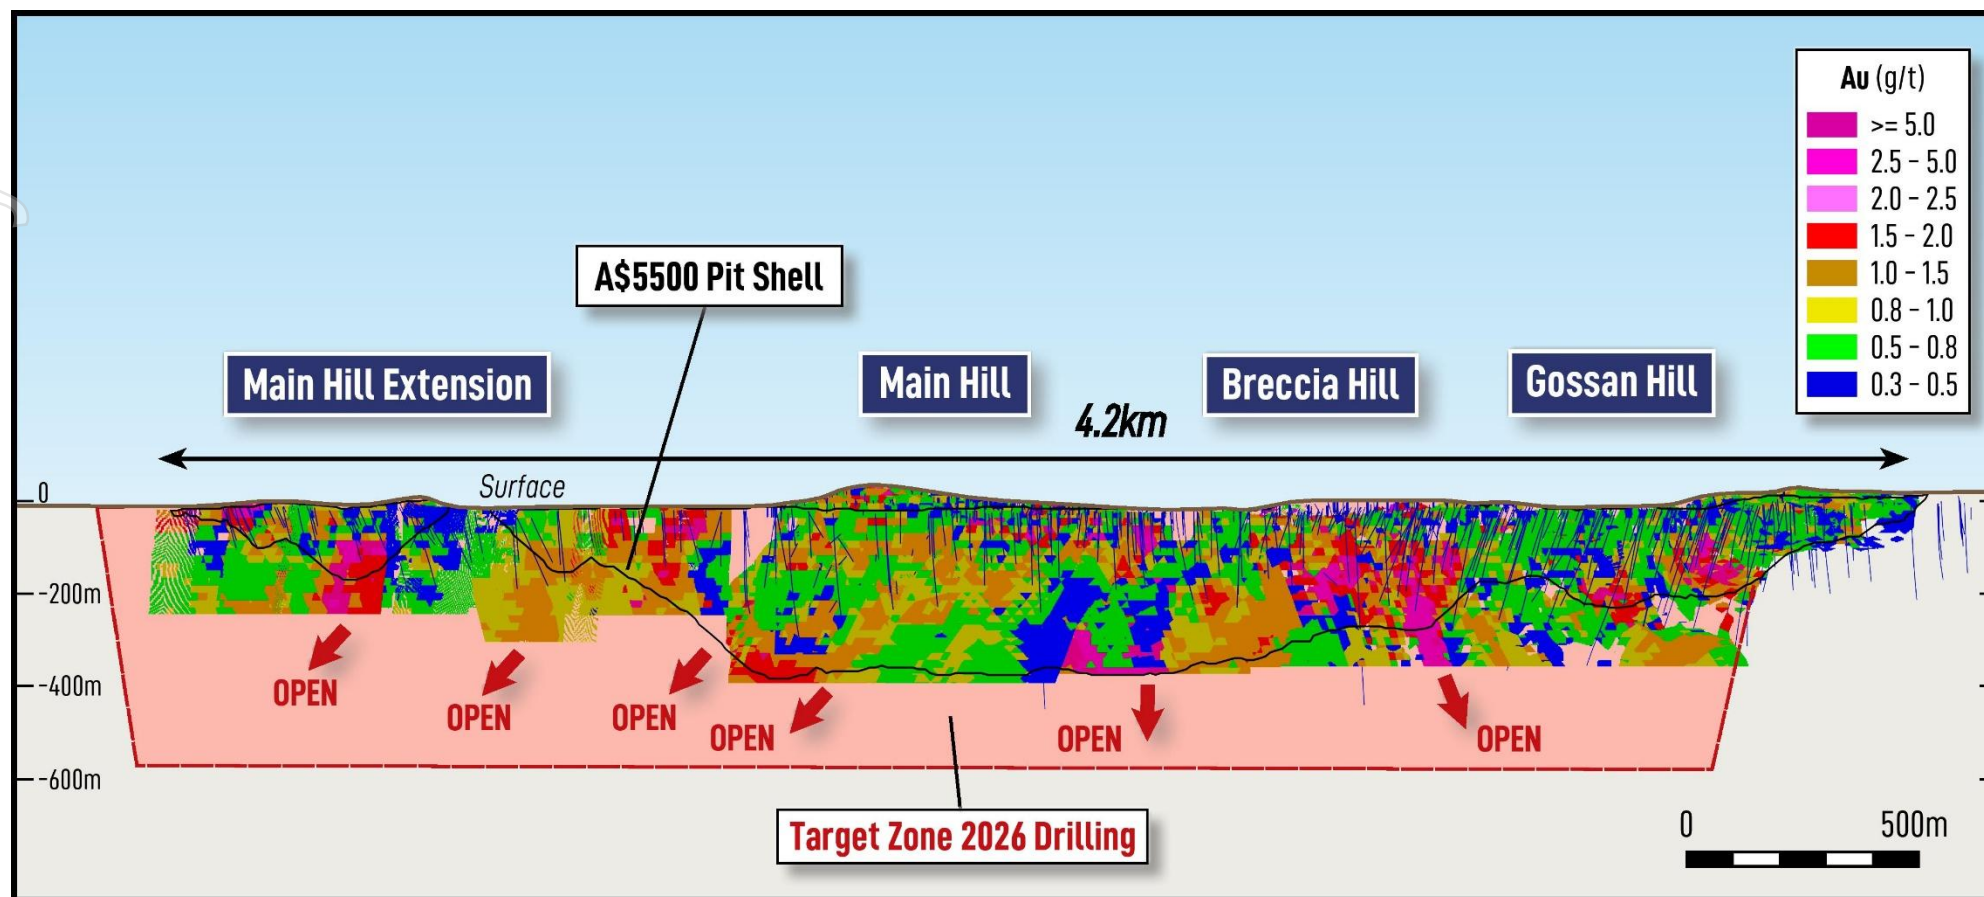 Au (g/t)
>= 5.0
2.5 - 5.0
2.0 - 2.5
1.5 - 2.0
1.0 - 1.5
0.8 - 1.0
0.5 - 0.8
0.3 - 0.5
A$5500 Pit Shell
Main Hill Extension
Main Hill
Breccia Hill
Gossan Hill
4.2km
Surface
0
-200m
-400m
-600m
OPEN
OPEN
OPEN
OPEN
OPEN
OPEN
Target Zone 2026 Drilling
0 500m